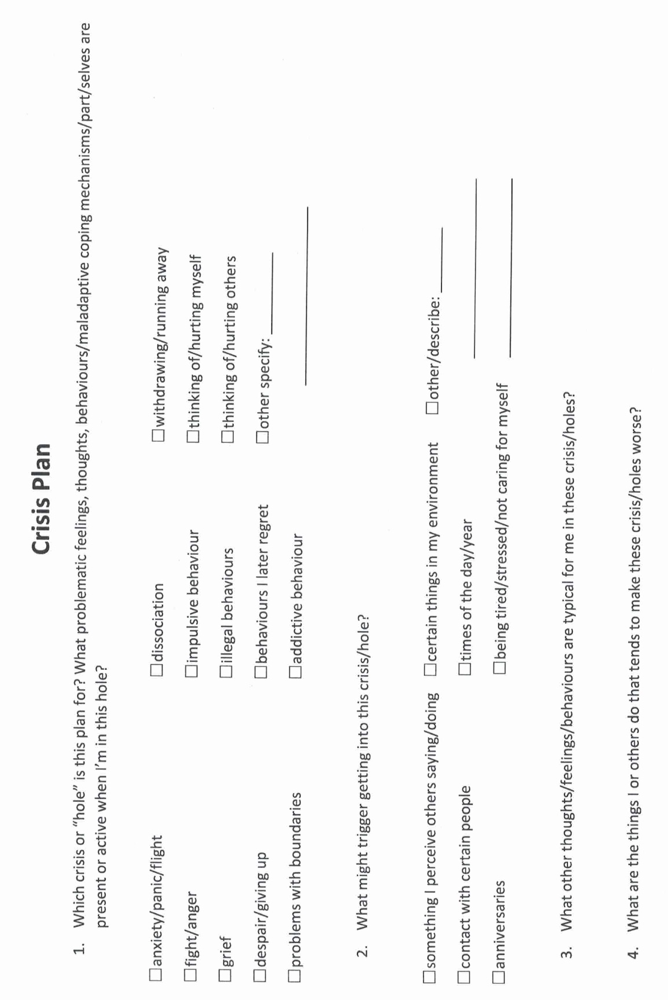 Crisis Plan
1. Which crisis or "hole" is this plan for? What problematic feelings, thoughts, behaviours/maladaptive coping mechanisms/part/selves are
present or active when I'm in this hole?
☐anxiety/panic/flight ☐dissociation ☐withdrawing/running away
☐fight/anger ☐impulsive behaviour ☐thinking of/hurting myself
☐grief ☐illegal behaviours ☐thinking of/hurting others
☐despair/giving up ☐behaviours I later regret ☐other specify: ________
☐problems with boundaries ☐addictive behaviour ________
2. What might trigger getting into this crisis/hole?
☐something I perceive others saying/doing ☐certain things in my environment ☐other/describe: ________
☐contact with certain people ☐times of the day/year ________
☐anniversaries ☐being tired/stressed/not caring for myself ________
3. What other thoughts/feelings/behaviours are typical for me in these crisis/holes?
4. What are the things I or others do that tends to make these crisis/holes worse?